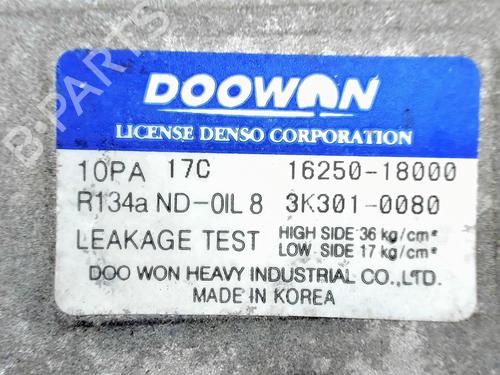 DOOWON
LICENSE DENSO CORPORATION
10PA 17C 16250-18000
R134a ND-OIL 8 3K301-0080
LEAKAGE TEST HIGH SIDE 36 kg/cm²
LOW SIDE 17 kg/cm²
DOO WON HEAVY INDUSTRIAL CO.,LTD.
MADE IN KOREA
B-PARTS